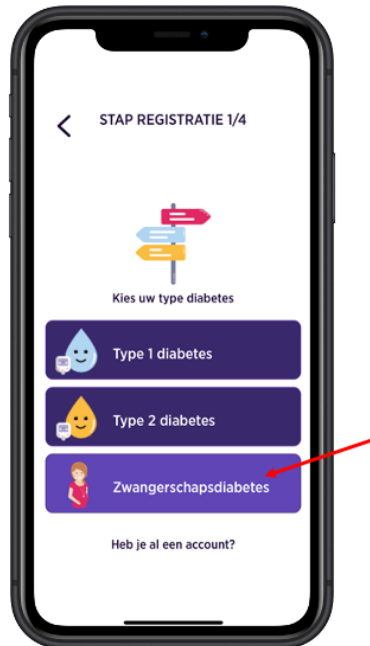 STAP REGISTRATIE 1/4
Kies uw type diabetes
Type 1 diabetes
Type 2 diabetes
Zwangerschapsdiabetes
Heb je al een account?